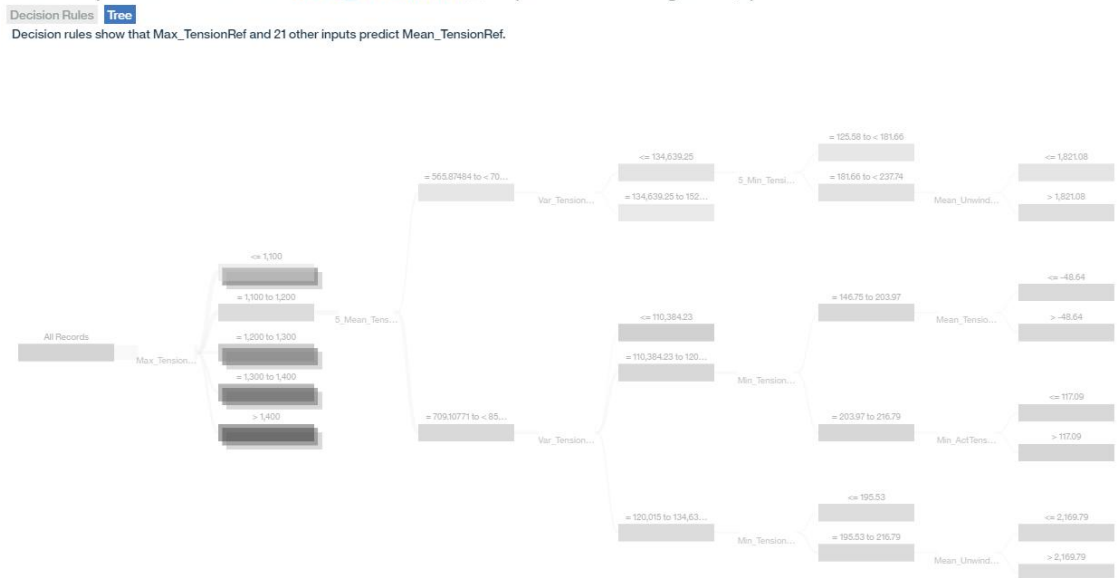 Decision Rules Tree
Decision rules show that Max_TensionRef and 21 other inputs predict Mean_TensionRef.
All Records
Max_Tension...
<= 1,100
= 1,100 to 1,200
= 1,200 to 1,300
= 1,300 to 1,400
> 1,400
5_Mean_Tens...
= 565.87484 to < 70...
= 709.10771 to < 85...
Var_Tension...
Var_Tension...
<= 134,639.25
= 134,639.25 to 152...
<= 110,384.23
= 110,384.23 to 120...
= 120,015 to 134,63...
5_Min_Tensi...
Min_Tension...
Min_Tension...
= 125.58 to < 181.66
= 181.66 to < 237.74
= 146.75 to 203.97
= 203.97 to 216.79
<= 195.53
= 195.53 to 216.79
Mean_Unwind...
Mean_Tensio...
Min_ActTens...
Mean_Unwind...
<= 1,821.08
> 1,821.08
<= -48.64
> -48.64
<= 117.09
> 117.09
<= 2,169.79
> 2,169.79